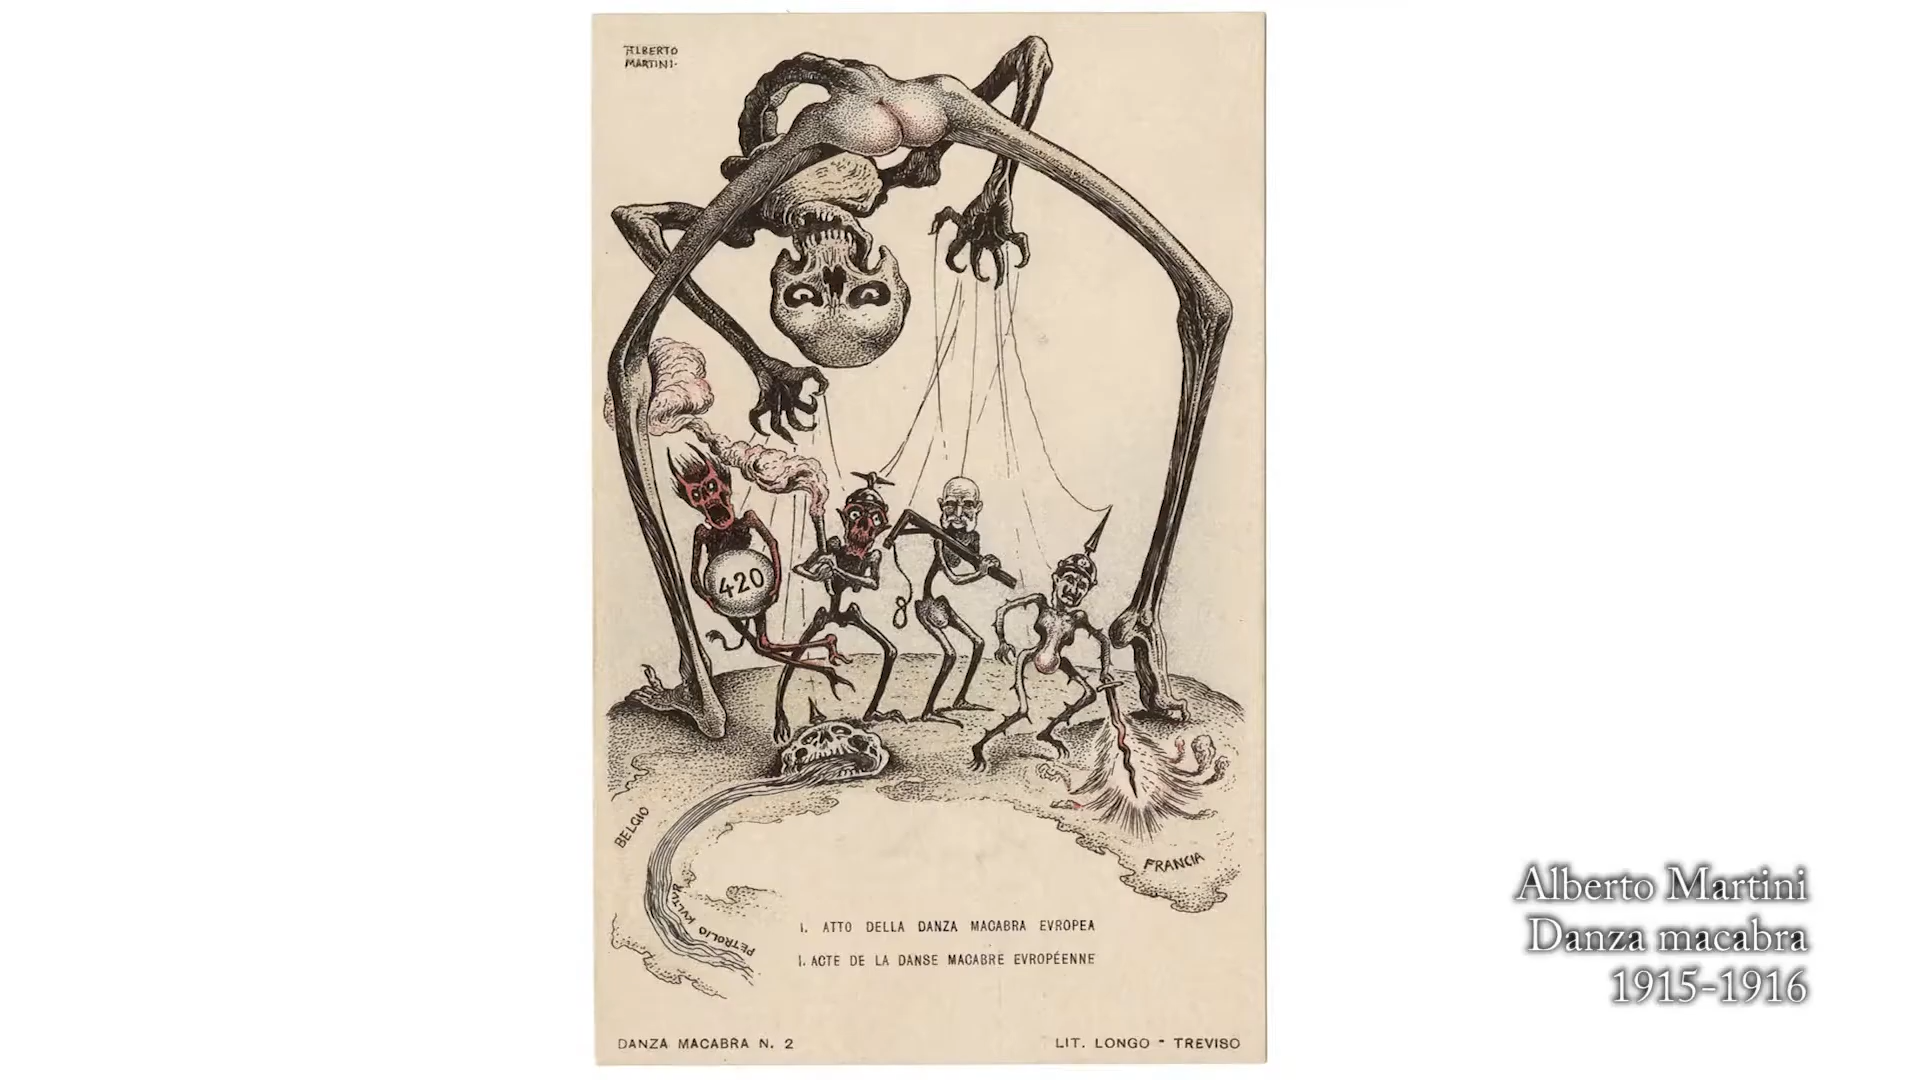 ALBERTO
MARTINI·
420
BELGIO
PETROLIO KVLTVR
FRANCIA
I. ATTO DELLA DANZA MACABRA EVROPEA
I. ACTE DE LA DANSE MACABRE EVROPÉENNE
DANZA MACABRA N. 2
LIT. LONGO - TREVISO
Alberto Martini
Danza macabra
1915-1916